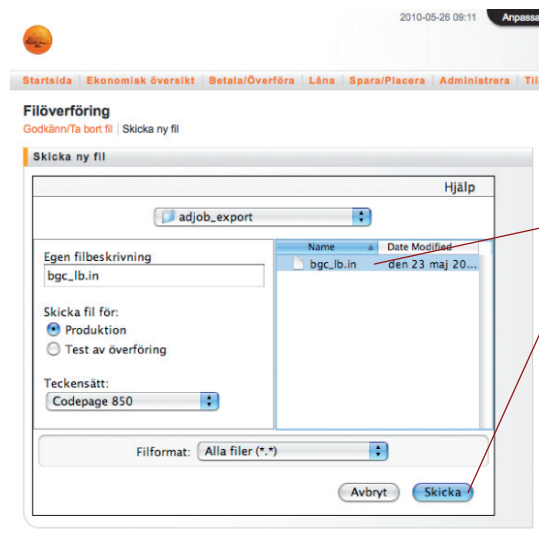 2010-05-26 09:11 Anpassa
Startsida Ekonomisk översikt Betala/Överföra Låna Spara/Placera Administrera Til
Filöverföring
Godkänn/Ta bort fil Skicka ny fil
Skicka ny fil
Hjälp
adjob_export
Name Date Modified
bgc_lb.in den 23 maj 20...
Egen filbeskrivning
bgc_lb.in
Skicka fil för:
Produktion
Test av överföring
Teckensätt:
Codepage 850
Filformat: Alla filer (*.*)
Avbryt Skicka